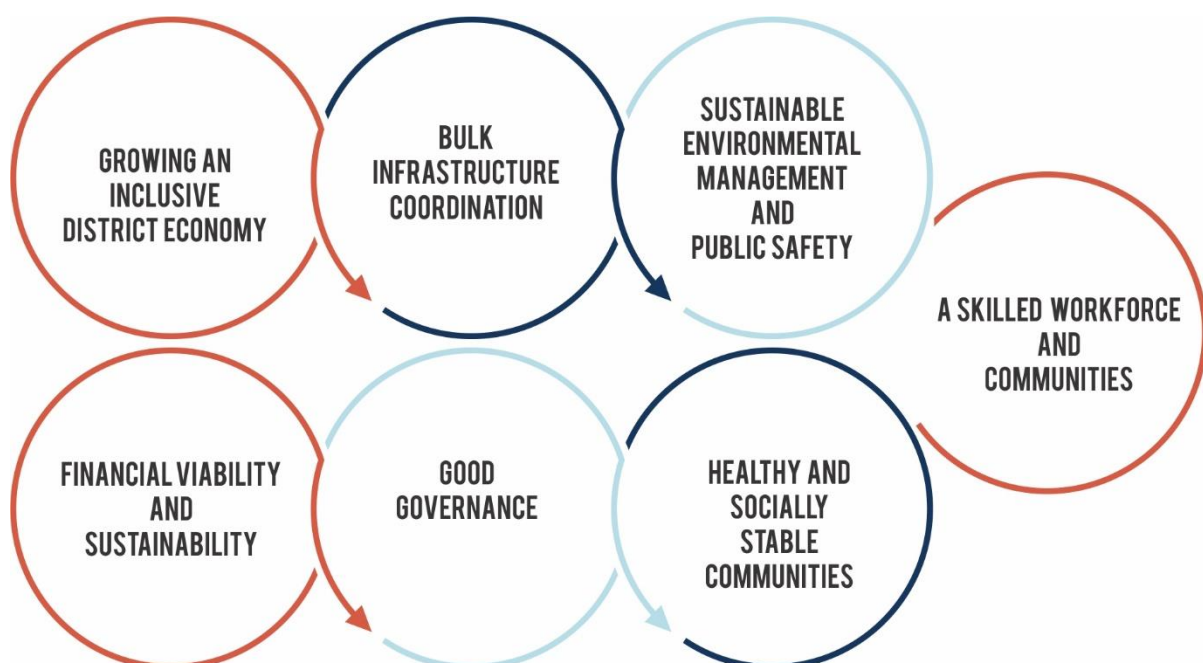 GROWING AN
INCLUSIVE
DISTRICT ECONOMY
BULK
INFRASTRUCTURE
COORDINATION
SUSTAINABLE
ENVIRONMENTAL
MANAGEMENT
AND
PUBLIC SAFETY
A SKILLED WORKFORCE
AND
COMMUNITIES
FINANCIAL VIABILITY
AND
SUSTAINABILITY
GOOD
GOVERNANCE
HEALTHY AND
SOCIALLY
STABLE
COMMUNITIES